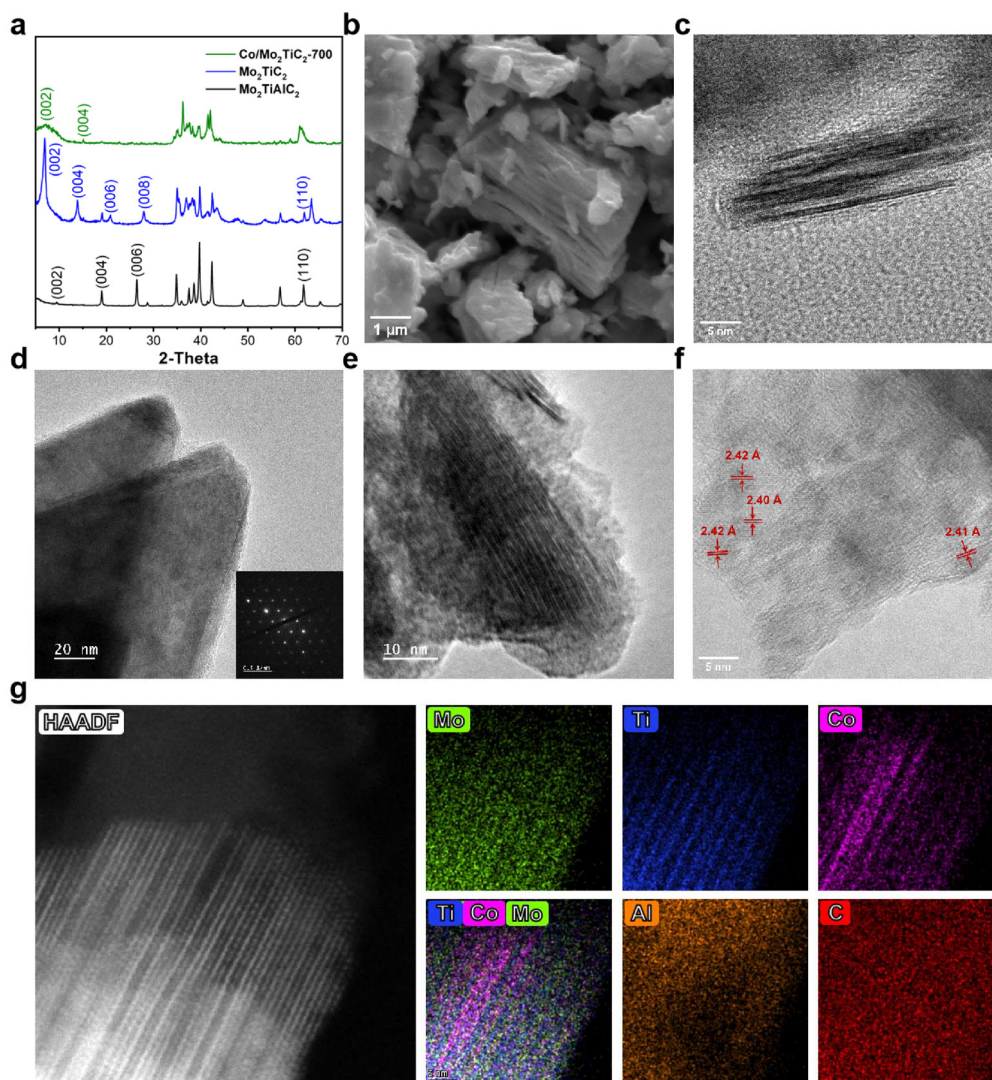 a
Co/Mo₂TiC₂-700
Mo₂TiC₂
Mo₂TiAlC₂
(002)
(004)
(002)
(004)
(006)
(008)
(110)
(002)
(004)
(006)
(110)
10 20 30 40 50 60 70
2-Theta
b
1 μm
c
5 nm
d
20 nm
e
10 nm
f
2.42 Å
2.40 Å
2.42 Å
2.41 Å
5 nm
g
HAADF
Mo
Ti
Co
Ti Co Mo
Al
C